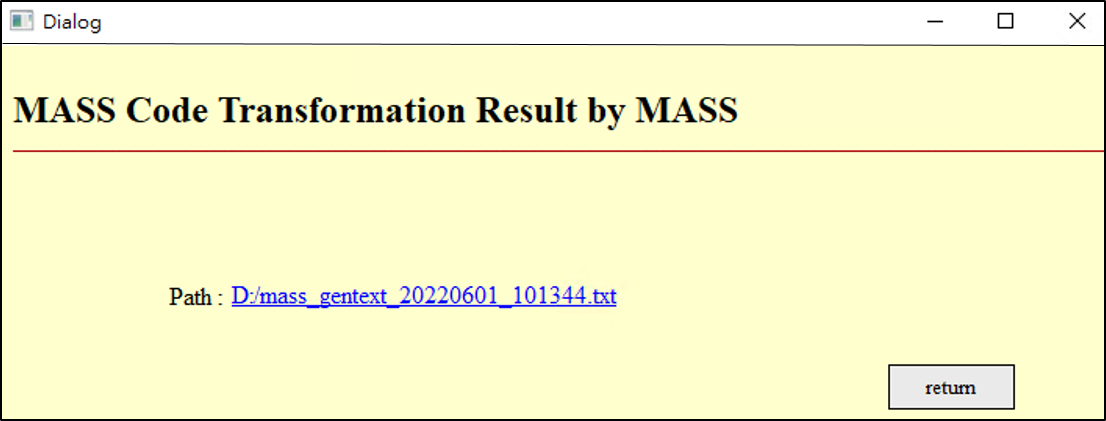 Dialog
MASS Code Transformation Result by MASS
Path : D:/mass_gentext_20220601_101344.txt
return